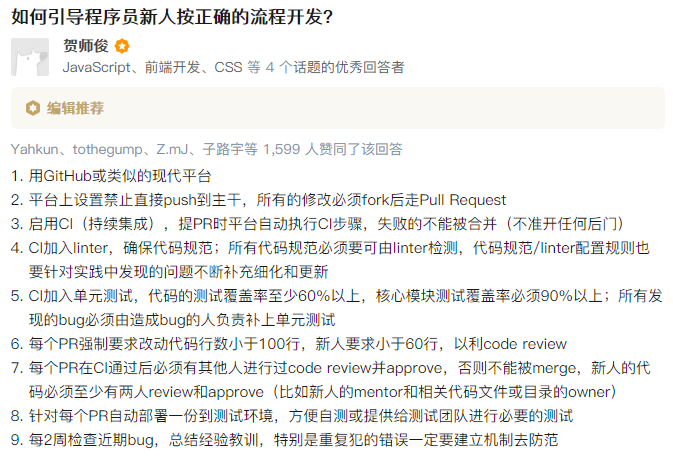 如何引导程序员新人按正确的流程开发？
贺师俊
JavaScript、前端开发、CSS 等 4 个话题的优秀回答者
编辑推荐
Yahkun、tothegump、Z.mJ、子路宇等 1,599 人赞同了该回答
1. 用GitHub或类似的现代平台
2. 平台上设置禁止直接push到主干，所有的修改必须fork后走Pull Request
3. 启用CI（持续集成），提PR时平台自动执行CI步骤，失败的不能被合并（不准开任何后门）
4. CI加入linter，确保代码规范；所有代码规范必须要可由linter检测，代码规范/linter配置规则也
要针对实践中发现的问题不断补充细化和更新
5. CI加入单元测试，代码的测试覆盖率至少60%以上，核心模块测试覆盖率必须90%以上；所有发
现的bug必须由造成bug的人负责补上单元测试
6. 每个PR强制要求改动代码行数小于100行，新人要求小于60行，以利code review
7. 每个PR在CI通过后必须有其他人进行过code review并approve，否则不能被merge，新人的代
码必须至少有两人review和approve（比如新人的mentor和相关代码文件或目录的owner）
8. 针对每个PR自动部署一份到测试环境，方便自测或提供给测试团队进行必要的测试
9. 每2周检查近期bug，总结经验教训，特别是重复犯的错误一定要建立机制去防范